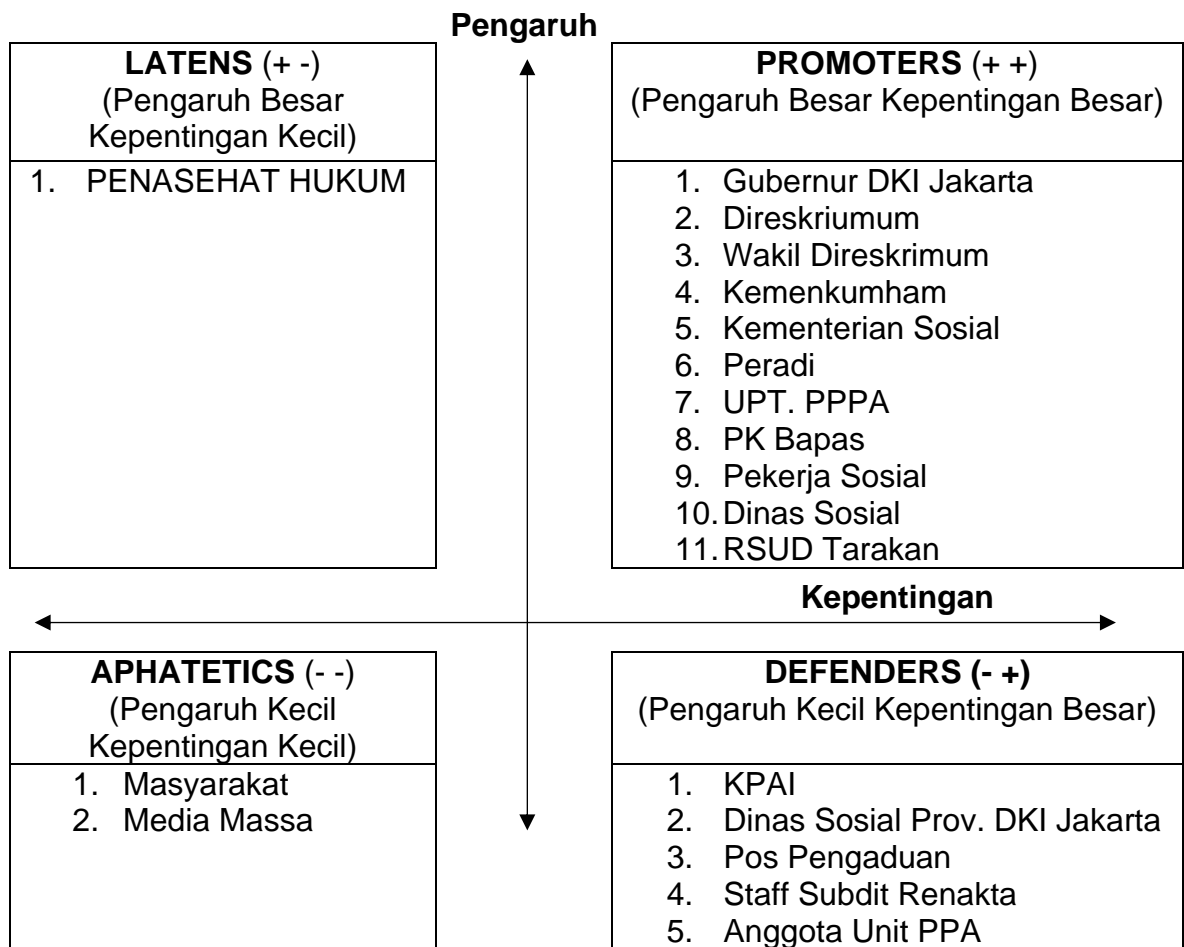 Pengaruh
LATENS (+ -)
(Pengaruh Besar
Kepentingan Kecil)
1. PENASEHAT HUKUM
PROMOTERS (+ +)
(Pengaruh Besar Kepentingan Besar)
1. Gubernur DKI Jakarta
2. Direskriumum
3. Wakil Direskrimum
4. Kemenkumham
5. Kementerian Sosial
6. Peradi
7. UPT. PPPA
8. PK Bapas
9. Pekerja Sosial
10. Dinas Sosial
11. RSUD Tarakan
Kepentingan
APHATETICS (- -)
(Pengaruh Kecil
Kepentingan Kecil)
1. Masyarakat
2. Media Massa
DEFENDERS (- +)
(Pengaruh Kecil Kepentingan Besar)
1. KPAI
2. Dinas Sosial Prov. DKI Jakarta
3. Pos Pengaduan
4. Staff Subdit Renakta
5. Anggota Unit PPA